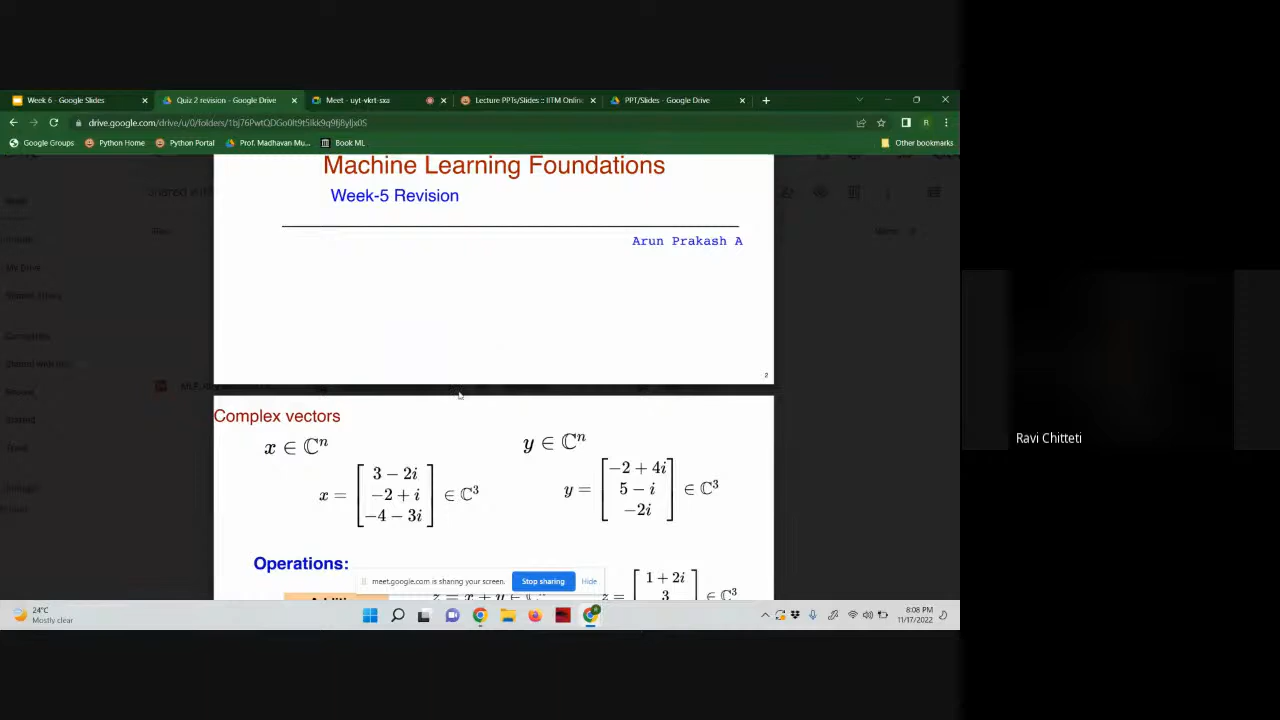 Week 6 - Google Slides
Quiz 2 revision - Google Drive
Meet - uyt-vkrt-sxa
Lecture PPTs/Slides :: IITM Online
PPT/Slides - Google Drive
Google Groups
Python Home
Python Portal
Prof. Madhavan Mu...
Book ML
Other bookmarks
Machine Learning Foundations
Week-5 Revision
Arun Prakash A
2
Complex vectors
x ∈ ℂⁿ
y ∈ ℂⁿ
x = [3 − 2i
−2 + i
−4 − 3i] ∈ ℂ³
y = [−2 + 4i
5 − i
−2i] ∈ ℂ³
Operations:
z = x + y ∈ ℂⁿ
z = [1 + 2i
3
∈ ℂ³
meet.google.com is sharing your screen.
Stop sharing
Hide
24°C
Mostly clear
8:08 PM
11/17/2022
Ravi Chitteti